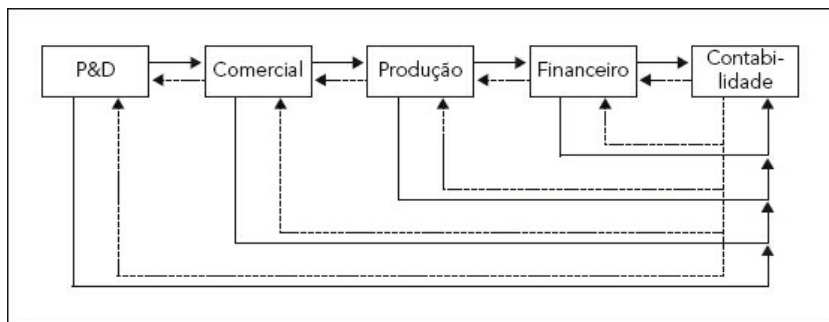 P&D
Comercial
Produção
Financeiro
Contabi-
lidade